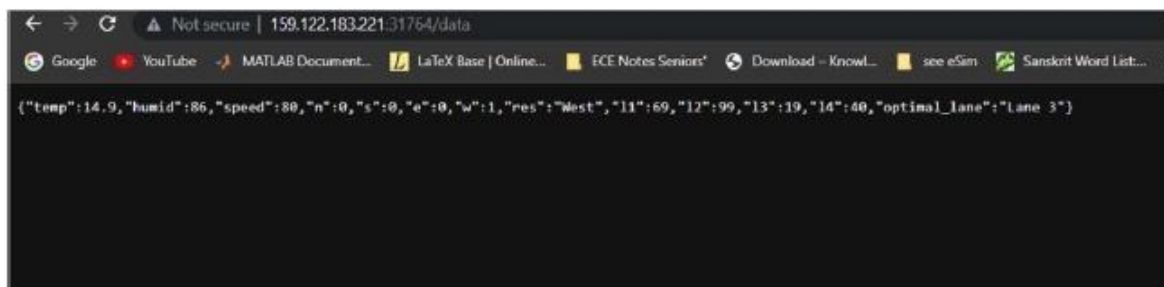 Not secure | 159.122.183.221:31764/data
Google YouTube MATLAB Document... LaTeX Base | Online... ECE Notes Seniors' Download – Knowl... see eSim Sanskrit Word List:...
{"temp":14.9,"humid":86,"speed":80,"n":0,"s":0,"e":0,"w":1,"res":"West","l1":69,"l2":99,"l3":19,"l4":40,"optimal_lane":"Lane 3"}